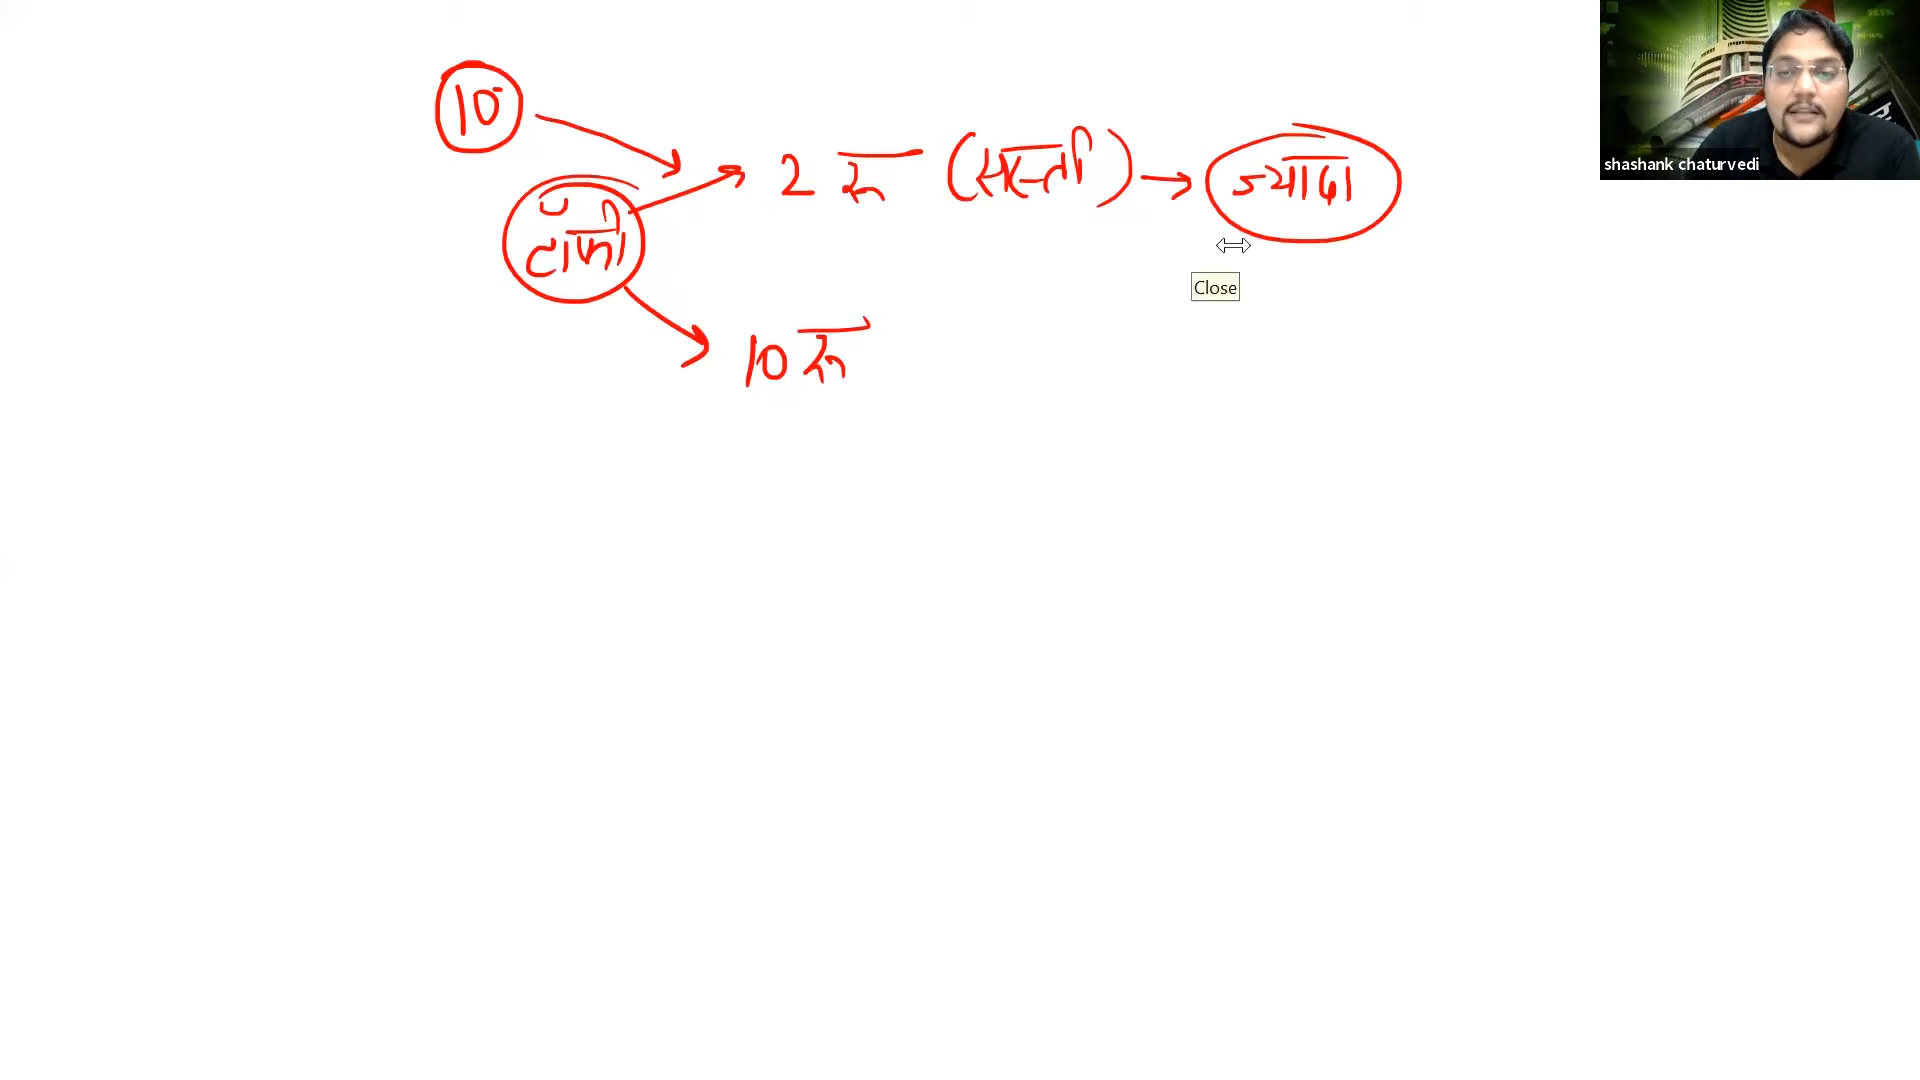 10
2 रू (सस्ती) → ज्यादा
टॉफी
10 रू
Close
shashank chaturvedi